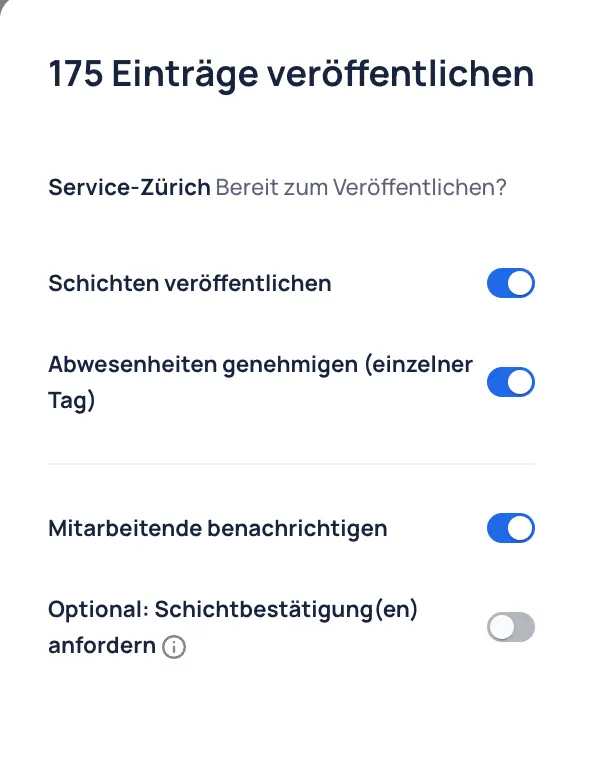 175 Einträge veröffentlichen
Service-Zürich Bereit zum Veröffentlichen?
Schichten veröffentlichen
Abwesenheiten genehmigen (einzelner
Tag)
Mitarbeitende benachrichtigen
Optional: Schichtbestätigung(en)
anfordern